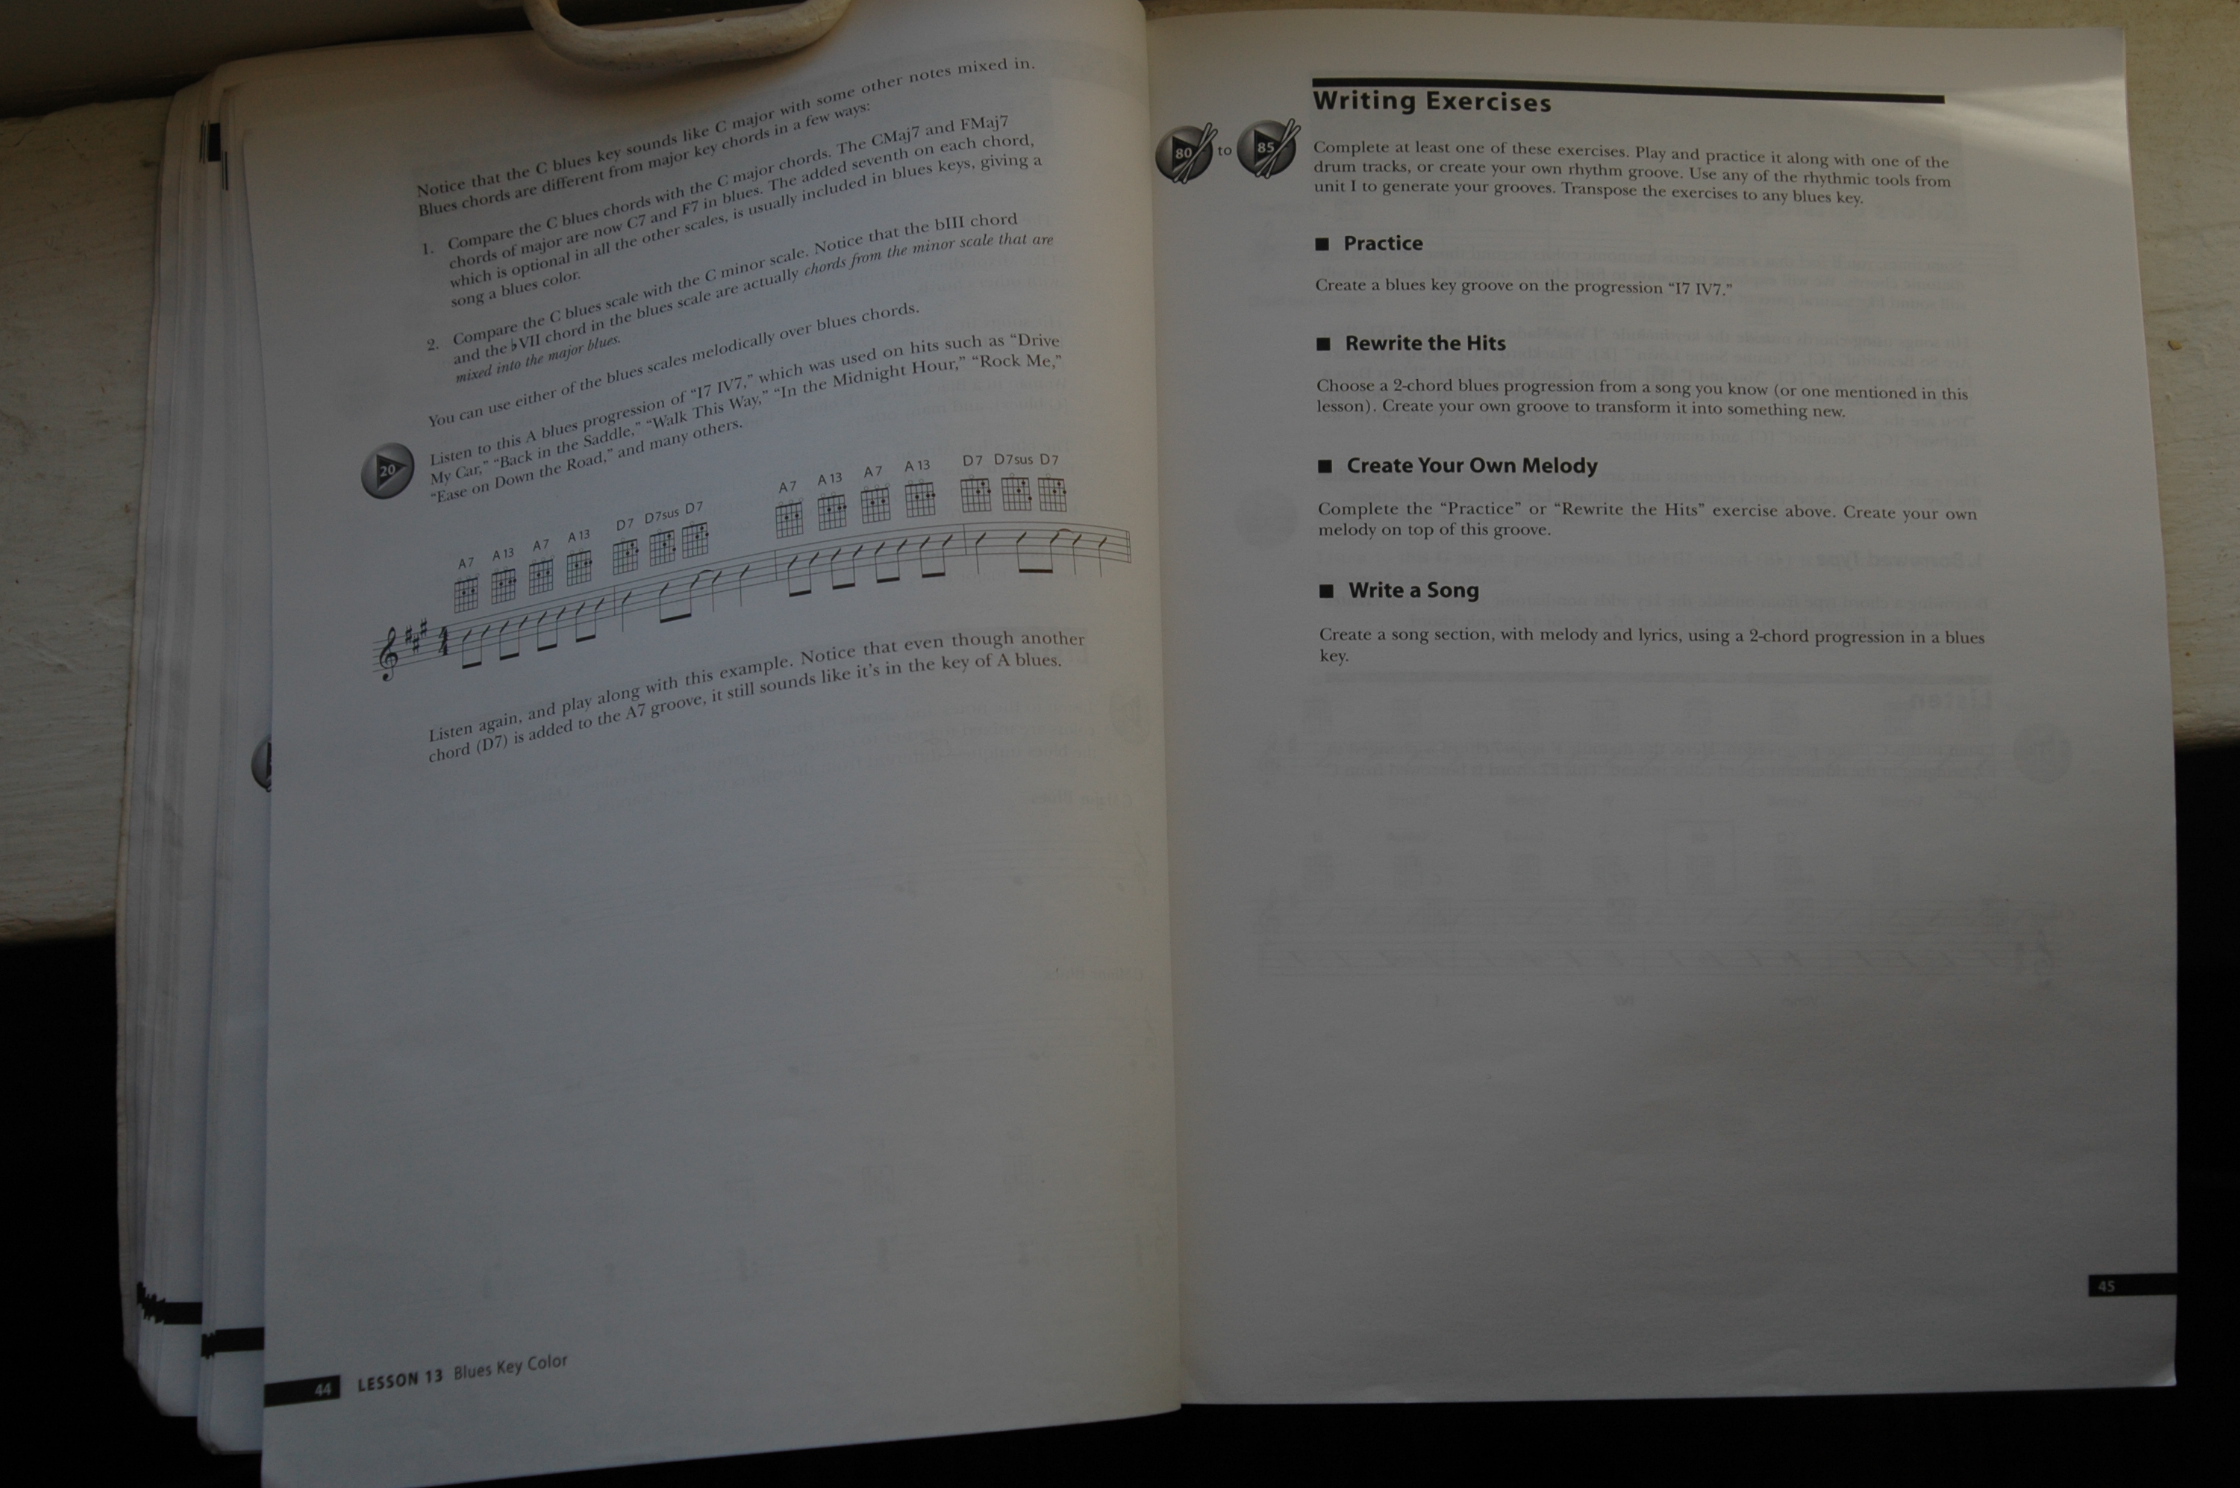 Notice that the C blues key sounds like C major with some other notes mixed in.
Blues chords are different from major key chords in a few ways:
1. Compare the C blues chords with the C major chords. The CMaj7 and FMaj7
chords of major are now C7 and F7 in blues. The added seventh on each chord,
which is optional in all the other scales, is usually included in blues keys, giving a
song a blues color.
2. Compare the C blues scale with the C minor scale. Notice that the bIII chord
and the ♭VII chord in the blues scale are actually chords from the minor scale that are
mixed into the major blues.
You can use either of the blues scales melodically over blues chords.
20
Listen to this A blues progression of “I7 IV7,” which was used on hits such as “Drive
My Car,” “Back in the Saddle,” “Walk This Way,” “In the Midnight Hour,” “Rock Me,”
“Ease on Down the Road,” and many others.
A7 A13 A7 A13 D7 D7sus D7 A7 A13 A7 A13 D7 D7sus D7
4
4
Listen again, and play along with this example. Notice that even though another
chord (D7) is added to the A7 groove, it still sounds like it’s in the key of A blues.
44 LESSON 13 Blues Key Color
Writing Exercises
80 to 85
Complete at least one of these exercises. Play and practice it along with one of the
drum tracks, or create your own rhythm groove. Use any of the rhythmic tools from
unit I to generate your grooves. Transpose the exercises to any blues key.
■ Practice
Create a blues key groove on the progression “I7 IV7.”
■ Rewrite the Hits
Choose a 2-chord blues progression from a song you know (or one mentioned in this
lesson). Create your own groove to transform it into something new.
■ Create Your Own Melody
Complete the “Practice” or “Rewrite the Hits” exercise above. Create your own
melody on top of this groove.
■ Write a Song
Create a song section, with melody and lyrics, using a 2-chord progression in a blues
key.
45